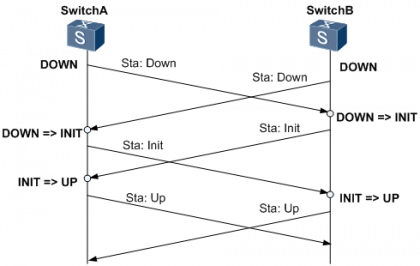 SwitchA
SwitchB
S
S
DOWN
Sta: Down
Sta: Down
DOWN
DOWN => INIT
DOWN => INIT
Sta: Init
Sta: Init
INIT => UP
INIT => UP
Sta: Up
Sta: Up